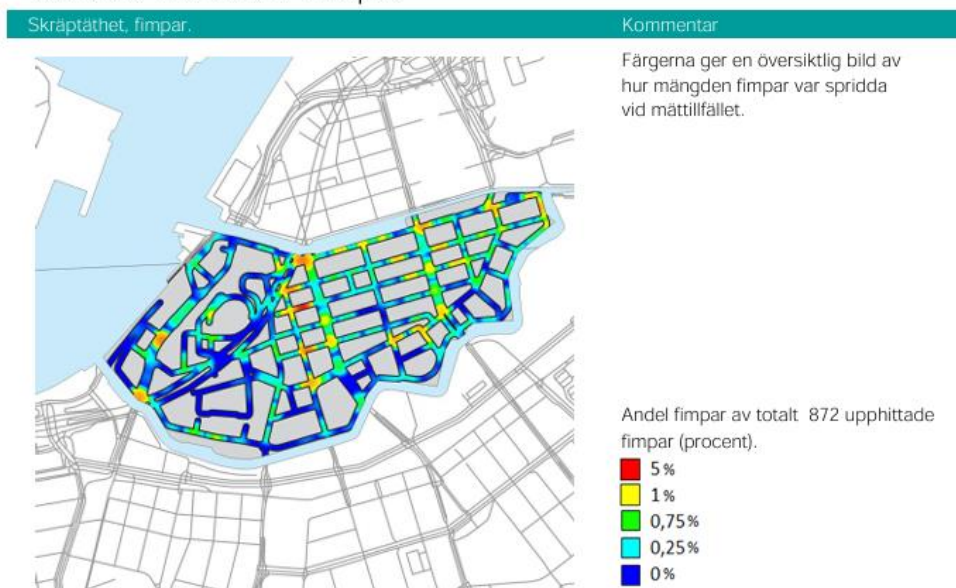 Skräptäthet, fimpar.
Kommentar
Färgerna ger en översiktlig bild av
hur mängden fimpar var spridda
vid mättillfället.
Andel fimpar av totalt 872 upphittade
fimpar (procent).
5 %
1 %
0,75 %
0,25 %
0 %